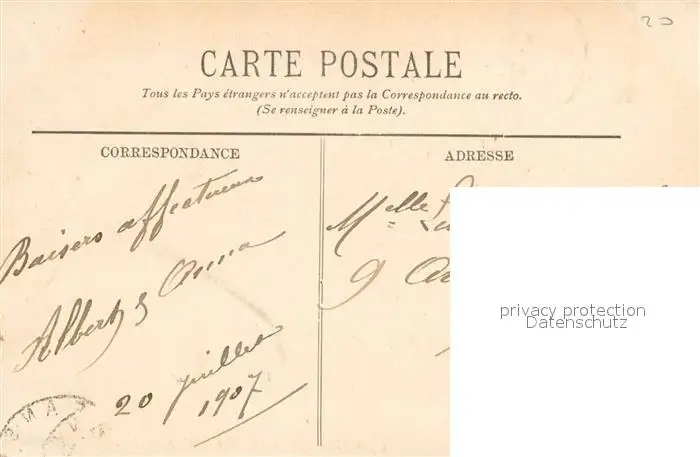 20
CARTE POSTALE
Tous les Pays étrangers n'acceptent pas la Correspondance au recto.
(Se renseigner à la Poste).
CORRESPONDANCE
ADRESSE
Baisers affectueux
Albert & Anna
20 juillet
1907
Melle
9
privacy protection
Datenschutz